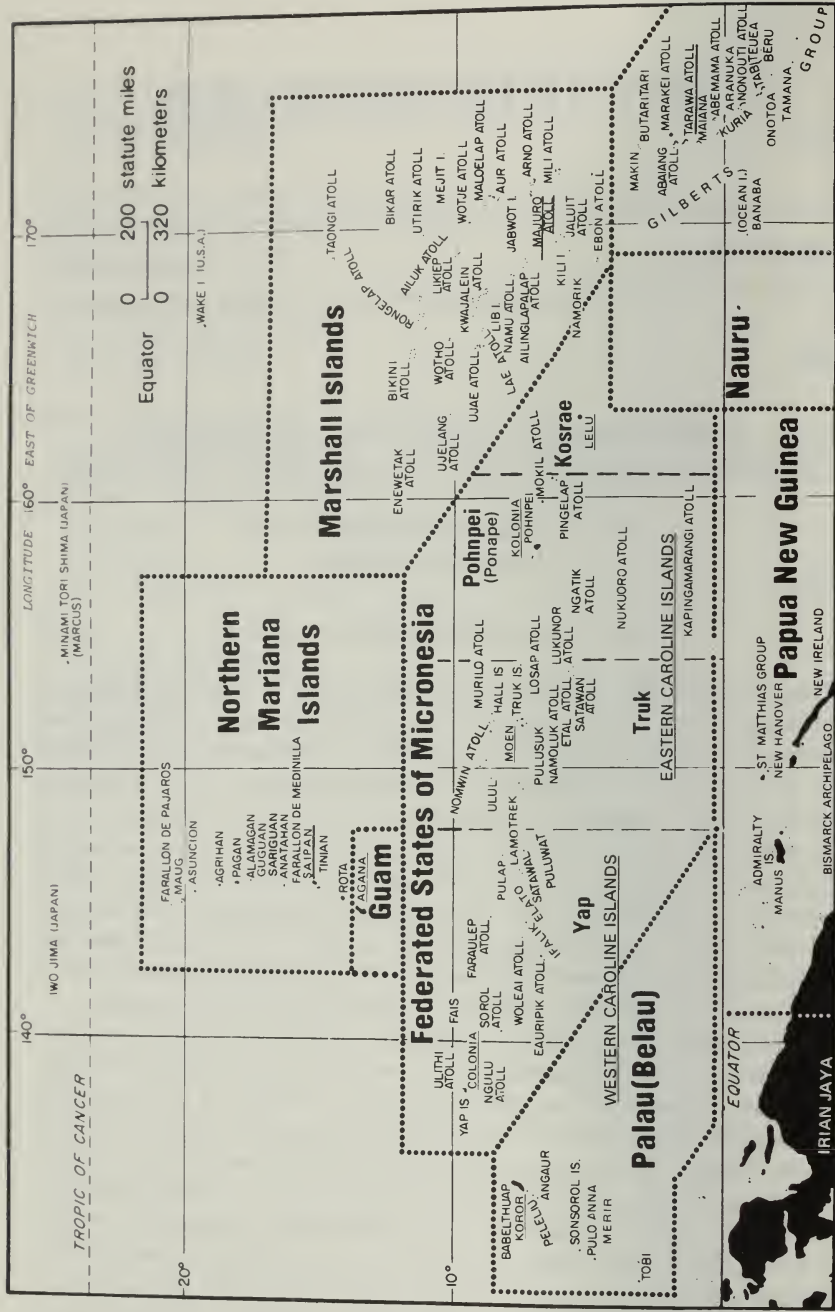 LONGITUDE EAST OF GREENWICH
140°
150°
160°
170°
TROPIC OF CANCER
IWO JIMA (JAPAN)
MINAMI TORI SHIMA (JAPAN)
(MARCUS)
Equator
0 200 statute miles
0 320 kilometers
WAKE I (U.S.A.)
20°
FARALLON DE PAJAROS
MAUG
ASUNCION
AGRIHAN
PAGAN
ALAMAGAN
GUGUAN
SARIGUAN
ANATAHAN
FARALLON DE MEDINILLA
SAIPAN
TINIAN
ROTA
AGANA
Guam
Northern
Mariana
Islands
Marshall Islands
TAONGI ATOLL
BIKINI
ATOLL
RONGELAP ATOLL
AILUK ATOLL
BIKAR ATOLL
UTIRIK ATOLL
MEJIT I.
ENEWETAK
ATOLL
UJELANG
ATOLL
WOTHO
ATOLL
LIKIEP
ATOLL
WOTJE ATOLL
MALOELAP ATOLL
UJAE ATOLL
KWAJALEIN
ATOLL
LAE ATOLL
LIB I.
NAMU ATOLL
AILINGLAPALAP
ATOLL
JABWOT I.
AUR ATOLL
MAJURO
ATOLL
ARNO ATOLL
MILI ATOLL
KILI I.
JALUIT
ATOLL
NAMORIK
EBON ATOLL
10°
Federated States of Micronesia
ULITHI
ATOLL
FAIS
YAP IS
COLONIA
NGULU
ATOLL
SOROL
ATOLL
FARAULEP
ATOLL
WOLEAI ATOLL
EAURIPIK ATOLL
IFALIK
ELATO
LAMOTREK
SATAWAL
PULAP
PULUWAT
Yap
WESTERN CAROLINE ISLANDS
NOMWIN ATOLL
MURILO ATOLL
HALL IS
ULUL
MOEN
TRUK IS.
PULUSUK
LOSAP ATOLL
NAMOLUK ATOLL
ETAL ATOLL
LUKUNOR
ATOLL
SATAWAN
ATOLL
Truk
EASTERN CAROLINE ISLANDS
Pohnpei
(Ponape)
KOLONIA
POHNPEI
MOKIL ATOLL
PINGELAP
ATOLL
NGATIK
ATOLL
NUKUORO ATOLL
KAPINGAMARANGI ATOLL
Kosrae
LELU
BABELTHUAP
KOROR
PELELIU
ANGAUR
SONSOROL IS.
PULO ANNA
MERIR
TOBI
Palau(Belau)
MAKIN
BUTARITARI
ABAIANG
ATOLL
MARAKEI ATOLL
TARAWA ATOLL
MAIANA
ABEMAMA ATOLL
KURIA
ARANUKA
NONOUTI ATOLL
TABITEUEA
ONOTOA
BERU
TAMANA
GILBERTS GROUP
(OCEAN I.)
BANABA
Nauru
EQUATOR
IRIAN JAYA
ADMIRALTY
IS
MANUS
ST MATTHIAS GROUP
NEW HANOVER
Papua New Guinea
NEW IRELAND
BISMARCK ARCHIPELAGO